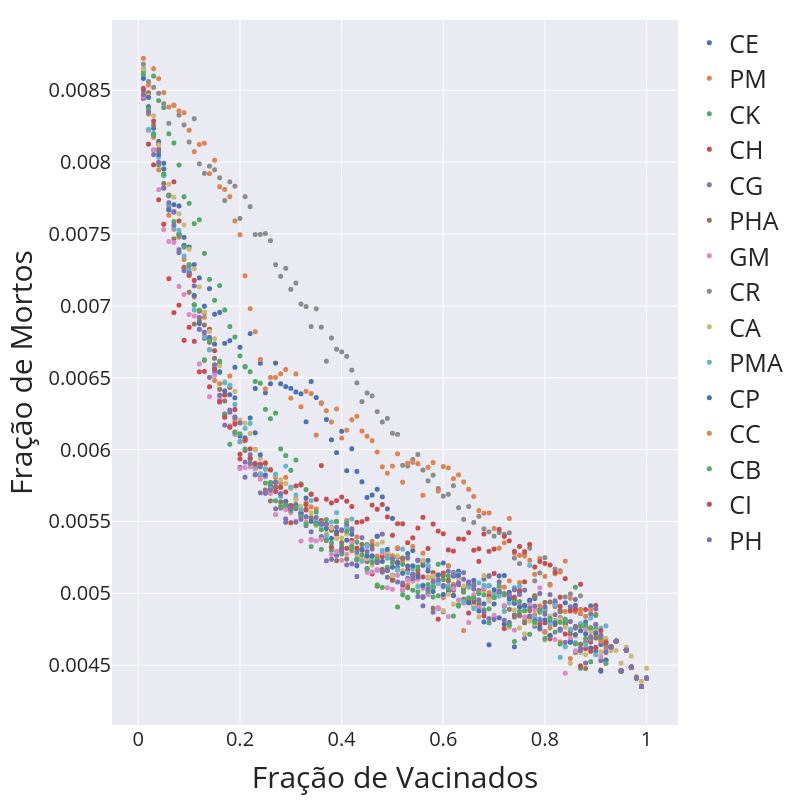 0.0085
0.008
0.0075
0.007
0.0065
0.006
0.0055
0.005
0.0045
0
0.2
0.4
0.6
0.8
1
Fração de Mortos
Fração de Vacinados
CE
PM
CK
CH
CG
PHA
GM
CR
CA
PMA
CP
CC
CB
CI
PH